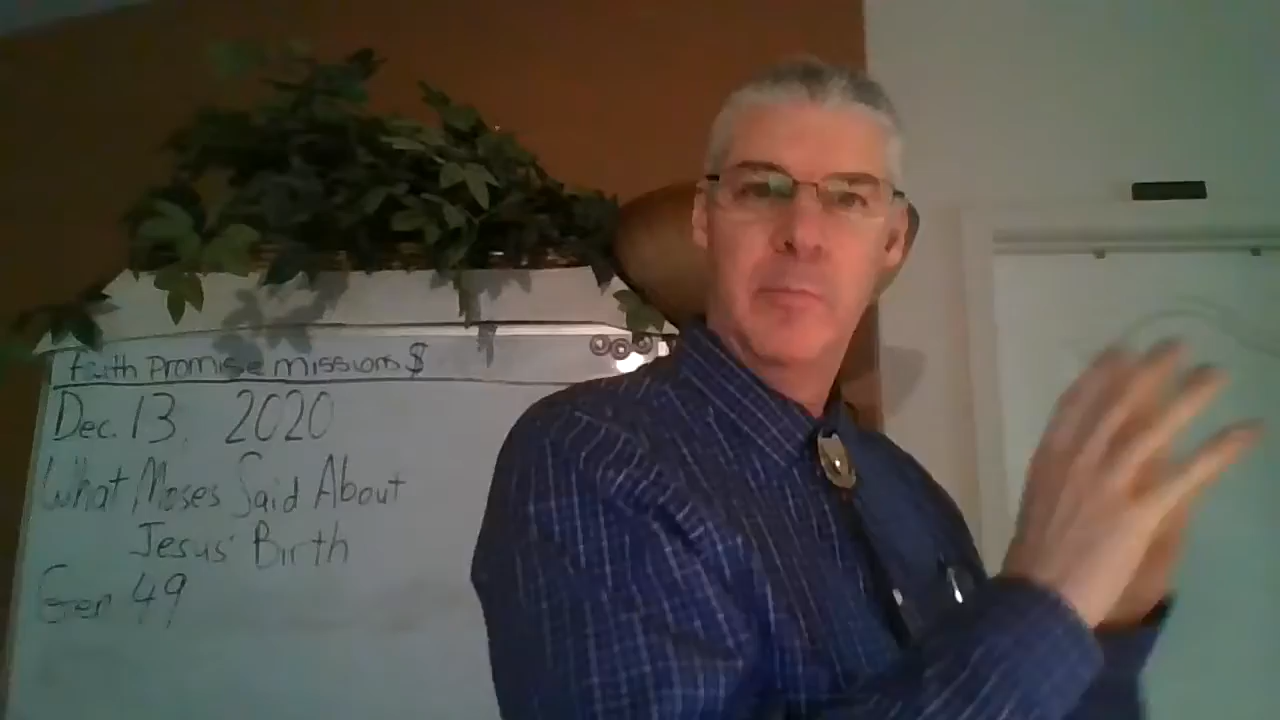 Faith Promise missions $
Dec. 13, 2020
What Moses Said About
Jesus' Birth
Gen 49